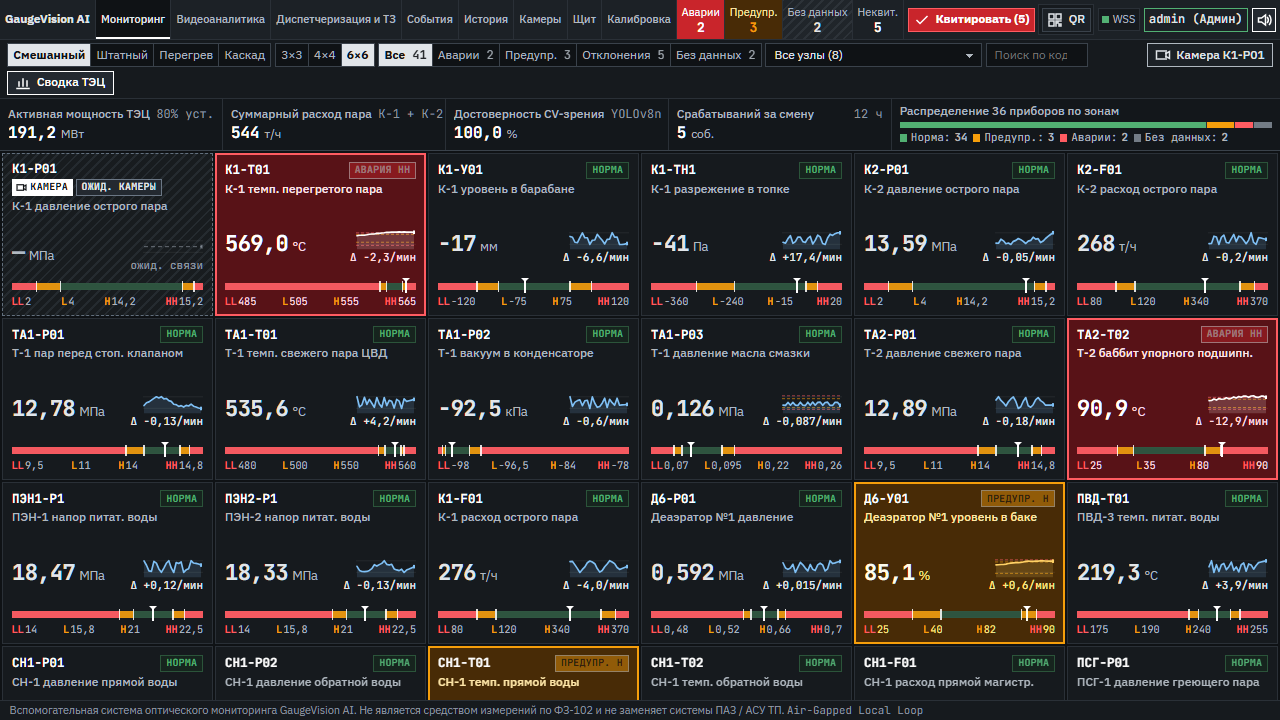 GaugeVision AI Мониторинг Видеоаналитика Диспетчеризация и ТЗ События История Камеры Щит Калибровка Аварии 2 Предупр. 3 Без данных 2 Неквит. 5 Квитировать (5) QR WSS admin (Админ)
Смешанный Штатный Перегрев Каскад 3×3 4×4 6×6 Все 41 Аварии 2 Предупр. 3 Отклонения 5 Без данных 2 Все узлы (8) Поиск по код Камера К1-Р01
Сводка ТЭЦ
Активная мощность ТЭЦ 80% уст. Суммарный расход пара К-1 + К-2 Достоверность CV-зрения YOLOv8n Срабатываний за смену 12 ч Распределение 36 приборов по зонам
191,2 МВт 544 т/ч 100,0 % 5 соб.
Норма: 34 Предупр.: 3 Аварии: 2 Без данных: 2
К1-Р01 К1-Т01 АВАРИЯ НН К1-У01 НОРМА К1-ТН1 НОРМА К2-Р01 НОРМА К2-F01 НОРМА
КАМЕРА ОЖИД. КАМЕРЫ
К-1 давление острого пара К-1 темп. перегретого пара К-1 уровень в барабане К-1 разрежение в топке К-2 давление острого пара К-2 расход острого пара
— МПа 569,0 °С -17 мм -41 Па 13,59 МПа 268 т/ч
ожид. связи Δ -2,3/мин Δ -6,6/мин Δ +17,4/мин Δ -0,05/мин Δ -0,2/мин
LL2 L4 H14,2 HH15,2 LL485 L505 H555 HH565 LL-120 L-75 H75 HH120 LL-360 L-240 H-15 HH20 LL2 L4 H14,2 HH15,2 LL80 L120 H340 HH370
ТА1-Р01 НОРМА ТА1-Т01 НОРМА ТА1-Р02 НОРМА ТА1-Р03 НОРМА ТА2-Р01 НОРМА ТА2-Т02 АВАРИЯ НН
Т-1 пар перед стоп. клапаном Т-1 темп. свежего пара ЦВД Т-1 вакуум в конденсаторе Т-1 давление масла смазки Т-2 давление свежего пара Т-2 баббит упорного подшипн.
12,78 МПа 535,6 °С -92,5 кПа 0,126 МПа 12,89 МПа 90,9 °С
Δ -0,13/мин Δ +4,2/мин Δ -0,6/мин Δ -0,087/мин Δ -0,18/мин Δ -12,9/мин
LL9,5 L11 H14 HH14,8 LL480 L500 H550 HH560 LL-98 L-96,5 H-84 HH-78 LL0,07 L0,095 H0,22 HH0,26 LL9,5 L11 H14 HH14,8 LL25 L35 H80 HH90
ПЭН1-Р1 НОРМА ПЭН2-Р1 НОРМА К1-F01 НОРМА Д6-Р01 НОРМА Д6-У01 ПРЕДУПР. Н ПВД-Т01 НОРМА
ПЭН-1 напор питат. воды ПЭН-2 напор питат. воды К-1 расход острого пара Деаэратор №1 давление Деаэратор №1 уровень в баке ПВД-3 темп. питат. воды
18,47 МПа 18,33 МПа 276 т/ч 0,592 МПа 85,1 % 219,3 °С
Δ +0,12/мин Δ -0,13/мин Δ -4,0/мин Δ +0,015/мин Δ +0,6/мин Δ +3,9/мин
LL14 L15,8 H21 HH22,5 LL14 L15,8 H21 HH22,5 LL80 L120 H340 HH370 LL0,48 L0,52 H0,66 HH0,7 LL25 L40 H82 HH90 LL175 L190 H240 HH255
СН1-Р01 НОРМА СН1-Р02 НОРМА СН1-Т01 ПРЕДУПР. Н СН1-Т02 НОРМА СН1-F01 НОРМА ПСГ-Р01 НОРМА
СН-1 давление прямой воды СН-1 давление обратной воды СН-1 темп. прямой воды СН-1 темп. обратной воды СН-1 расход прямой магистр. ПСГ-1 давление греющего пара
Вспомогательная система оптического мониторинга GaugeVision AI. Не является средством измерений по ФЗ-102 и не заменяет системы ПАЗ / АСУ ТП. Air-Gapped Local Loop